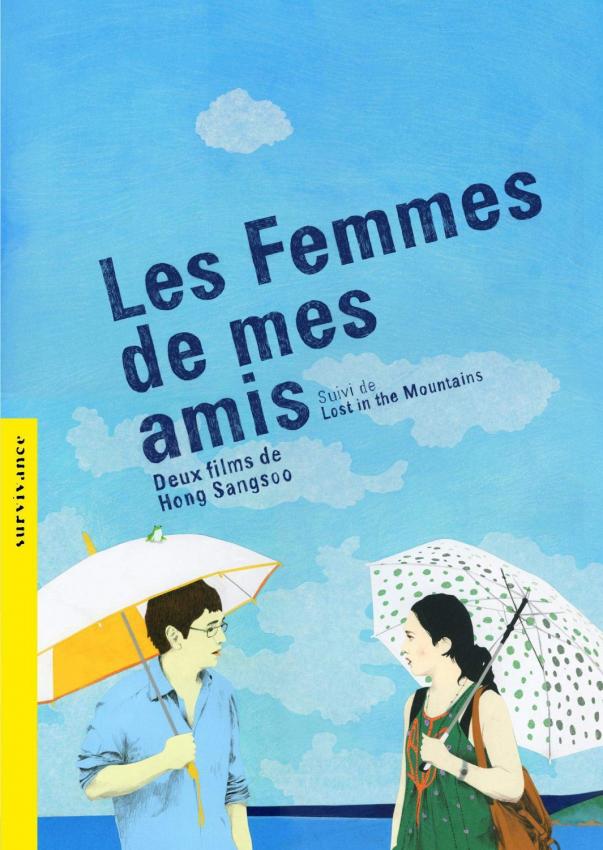 Les Femmes
de mes
amis
Suivi de
Lost in the Mountains
Deux films de
Hong Sangsoo
survivance